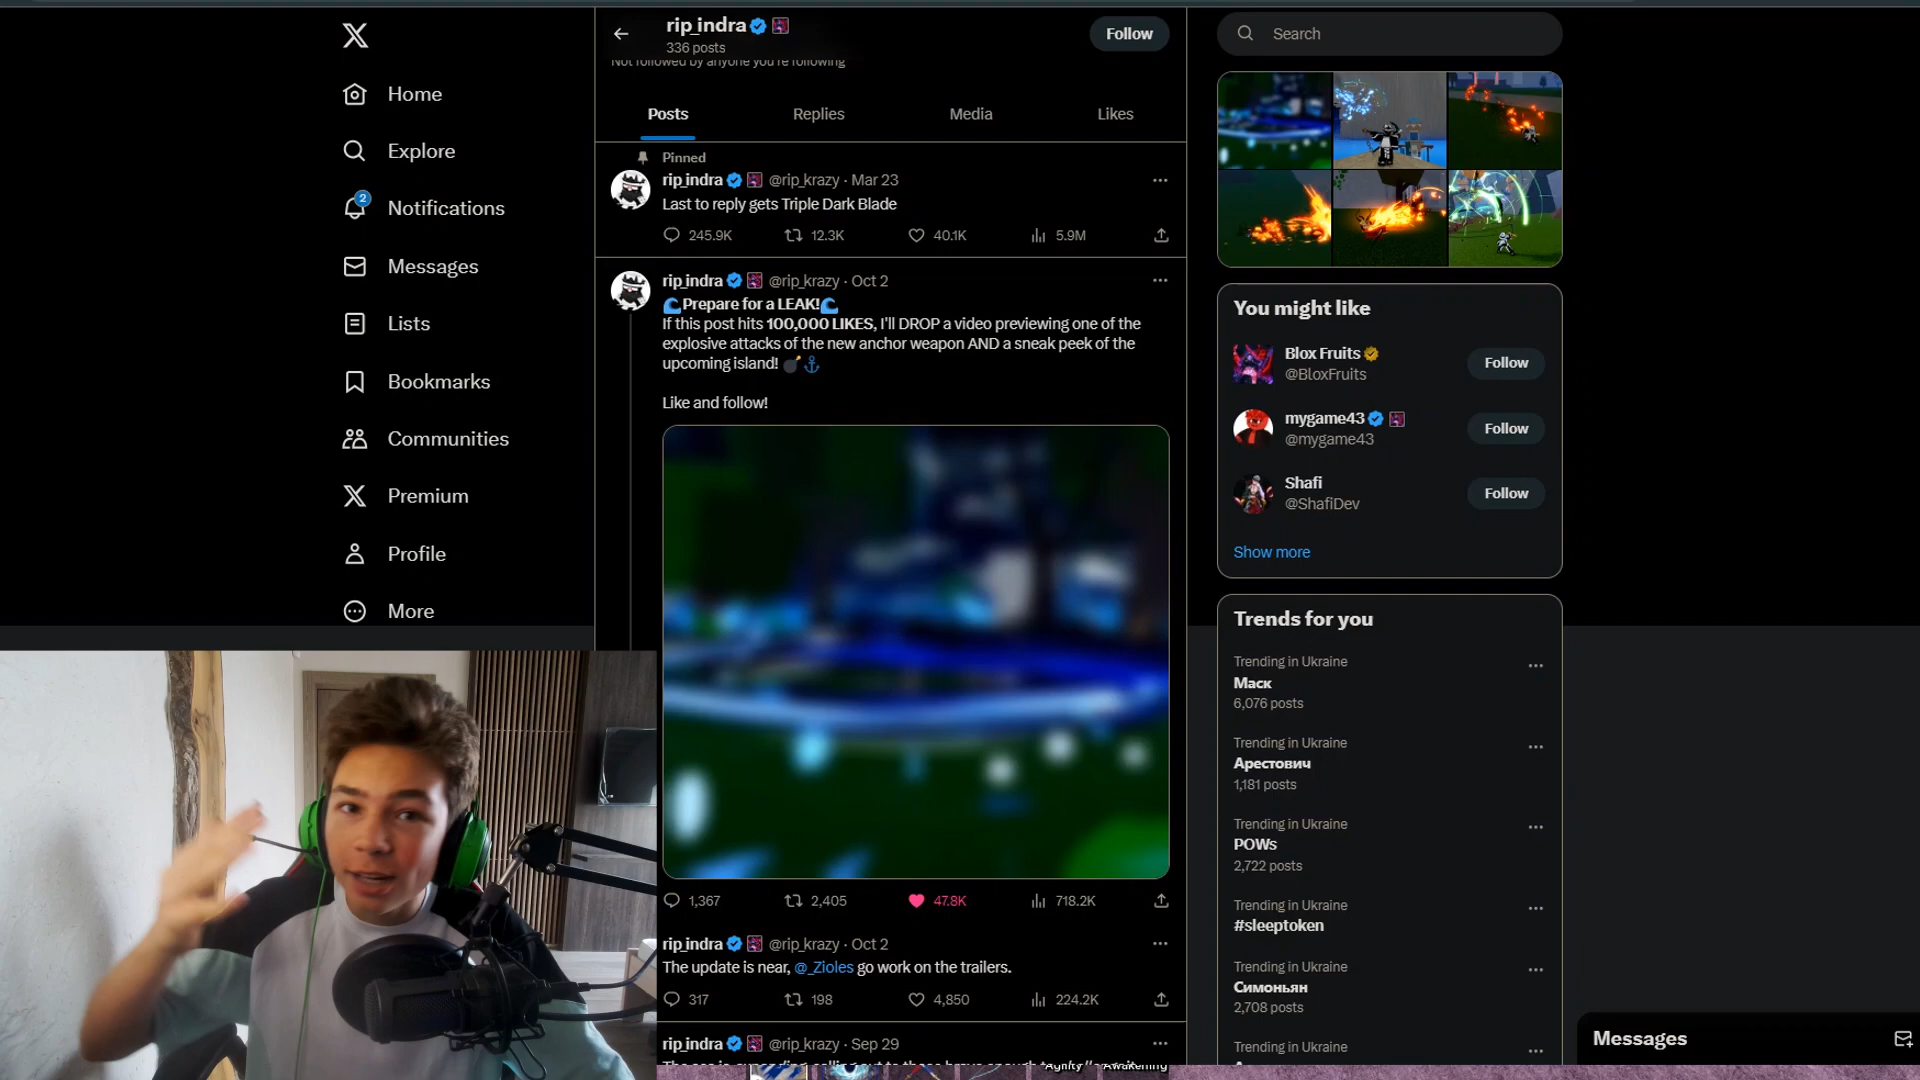 Home
Explore
2
Notifications
Messages
Lists
Bookmarks
Communities
Premium
Profile
More
rip_indra
336 posts
Follow
Not followed by anyone you're following
Posts Replies Media Likes
Pinned
rip_indra @rip_krazy · Mar 23
Last to reply gets Triple Dark Blade
245.9K 12.3K 40.1K 5.9M
rip_indra @rip_krazy · Oct 2
🌊Prepare for a LEAK!🌊
If this post hits 100,000 LIKES, I'll DROP a video previewing one of the
explosive attacks of the new anchor weapon AND a sneak peek of the
upcoming island! 💣⚓
Like and follow!
1,367 2,405 47.8K 718.2K
rip_indra @rip_krazy · Oct 2
The update is near, @_Zioles go work on the trailers.
317 198 4,850 224.2K
rip_indra @rip_krazy · Sep 29
Agility Awakening
Search
You might like
Blox Fruits
@BloxFruits
Follow
mygame43
@mygame43
Follow
Shafi
@ShafiDev
Follow
Show more
Trends for you
Trending in Ukraine
Маск
6,076 posts
Trending in Ukraine
Арестович
1,181 posts
Trending in Ukraine
POWs
2,722 posts
Trending in Ukraine
#sleeptoken
Trending in Ukraine
Симоньян
2,708 posts
Trending in Ukraine
Messages